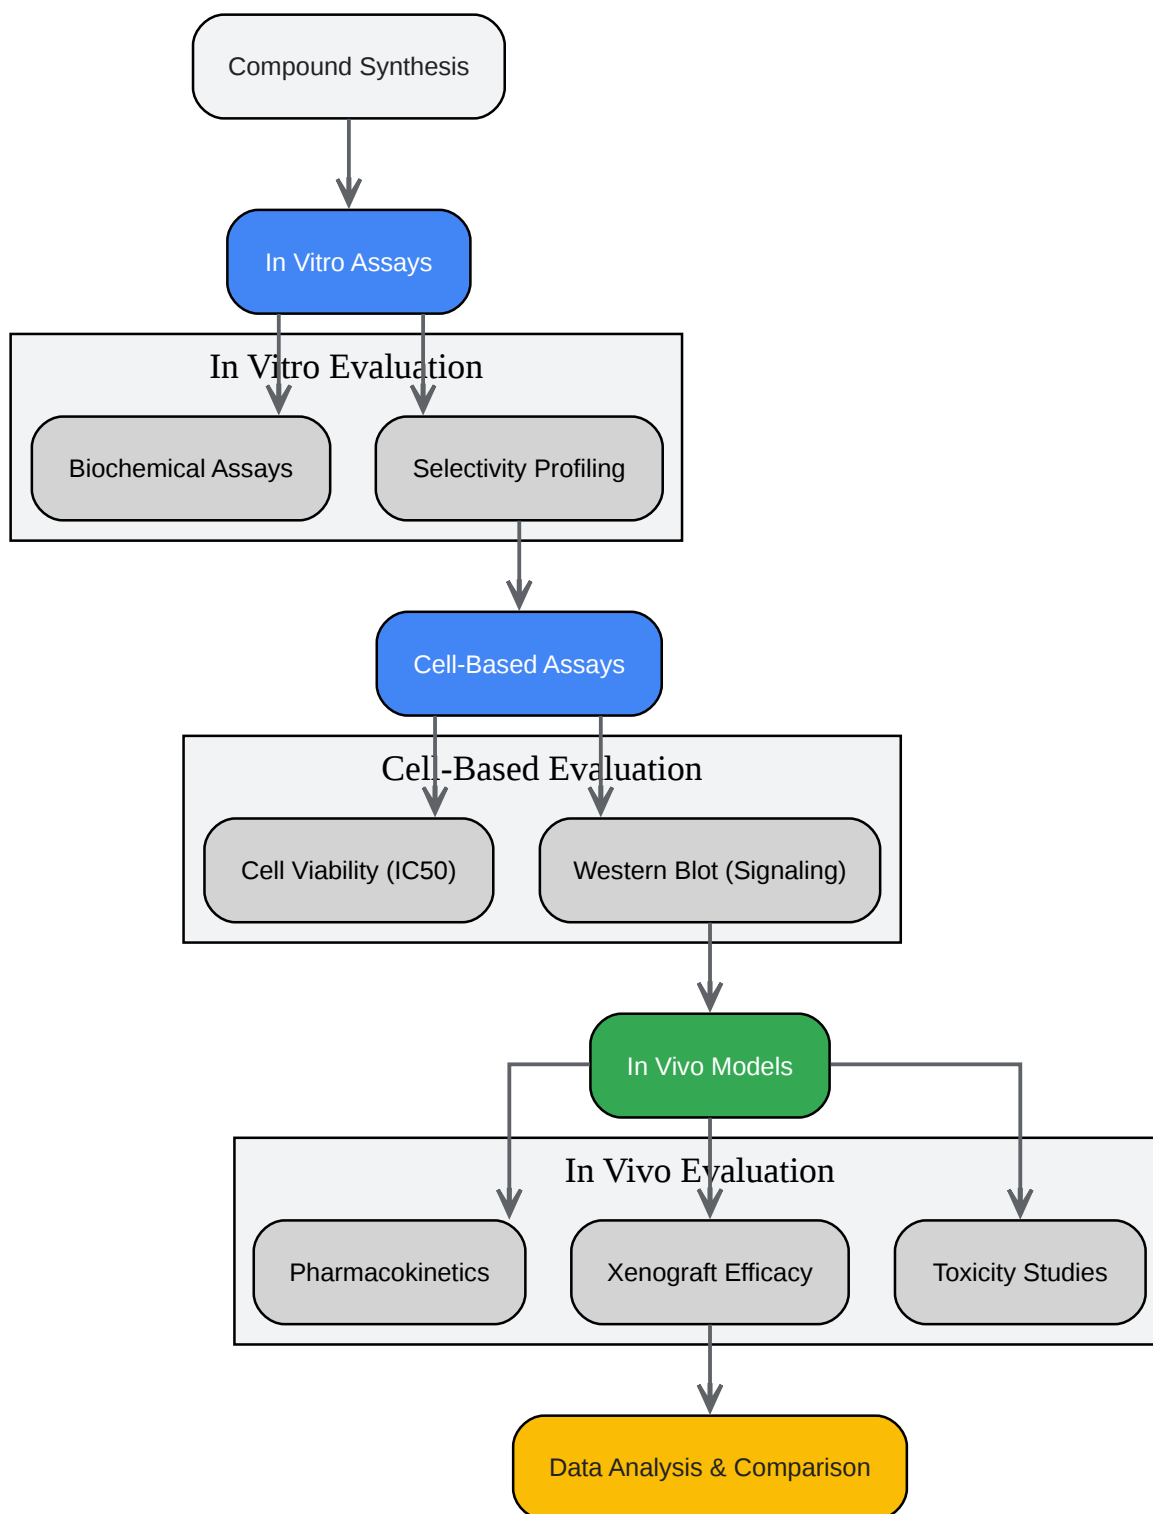 Compound Synthesis
In Vitro Assays
In Vitro Evaluation
Biochemical Assays
Selectivity Profiling
Cell-Based Assays
Cell-Based Evaluation
Cell Viability (IC50)
Western Blot (Signaling)
In Vivo Models
In Vivo Evaluation
Pharmacokinetics
Xenograft Efficacy
Toxicity Studies
Data Analysis & Comparison